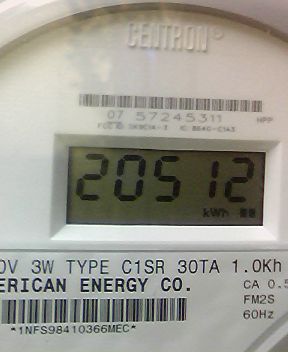 CENTRON®
07 57245311 HPP
20512
kWh
0V 3W TYPE C1SR 30TA 1.0Kh
ERICAN ENERGY CO. CA 0.5
FM2S
*1NFS98410366MEC* 60Hz